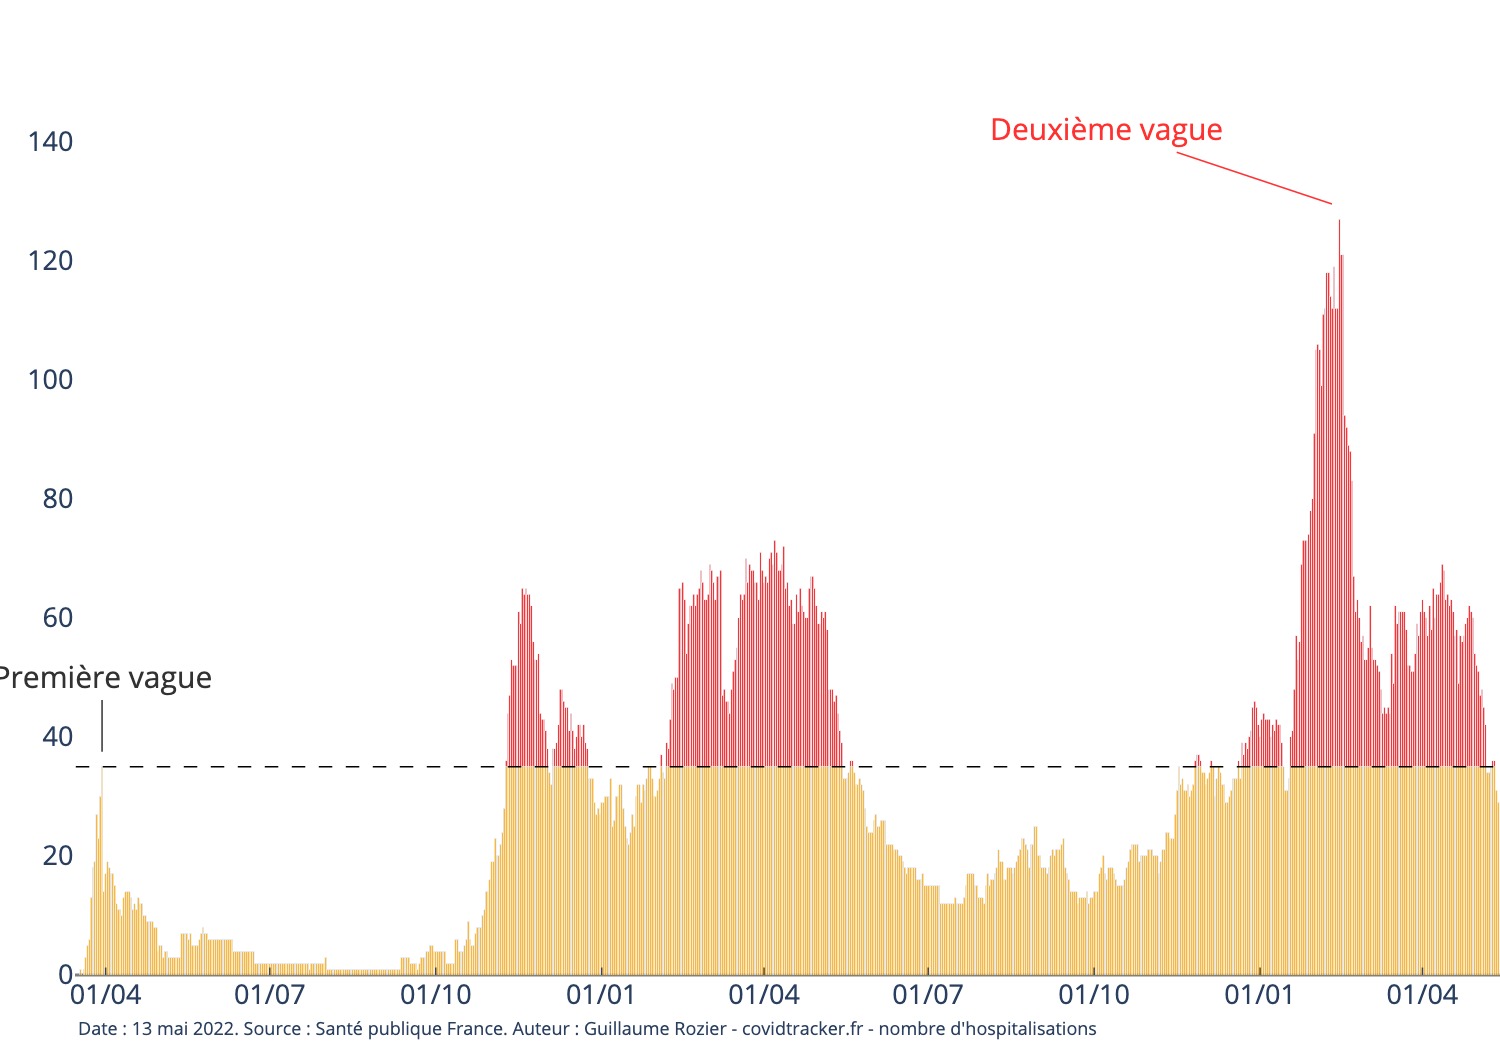 Deuxième vague
140
120
100
80
60
Première vague
40
20
0
01/04 01/07 01/10 01/01 01/04 01/07 01/10 01/01 01/04
Date : 13 mai 2022. Source : Santé publique France. Auteur : Guillaume Rozier - covidtracker.fr - nombre d'hospitalisations